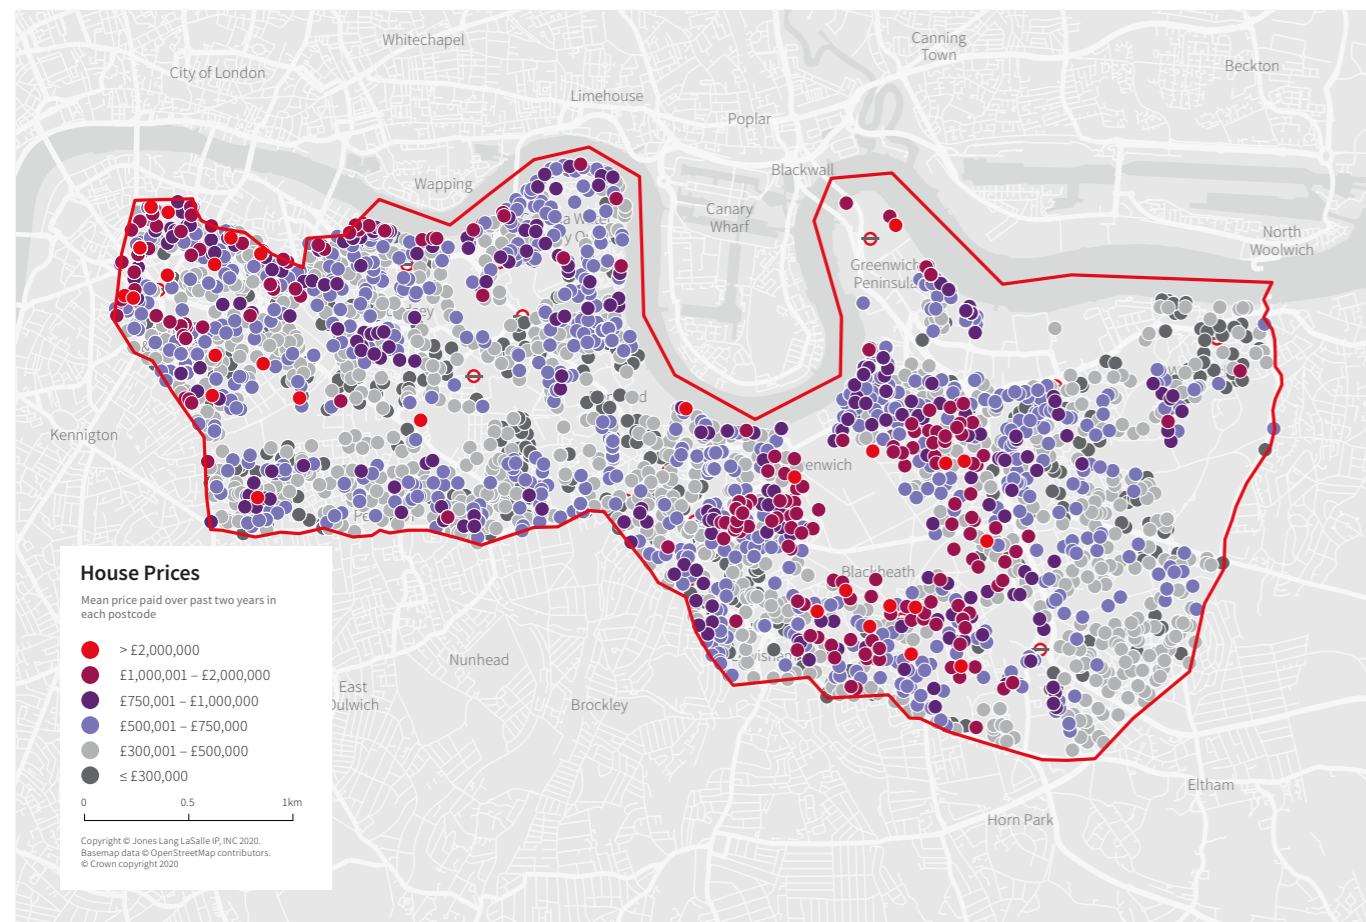 Whitechapel
Canning
Town
City of London
Beckton
Limehouse
Poplar
Blackwall
Wapping
Canary
Wharf
North
Woolwich
Greenwich
Peninsula
Kennigton
Blackheath
Nunhead
East
Dulwich
Brockley
Eltham
Horn Park
House Prices
Mean price paid over past two years in
each postcode
> £2,000,000
£1,000,001 – £2,000,000
£750,001 – £1,000,000
£500,001 – £750,000
£300,001 – £500,000
≤ £300,000
0 0.5 1km
Copyright © Jones Lang LaSalle IP, INC 2020.
Basemap data © OpenStreetMap contributors.
© Crown copyright 2020